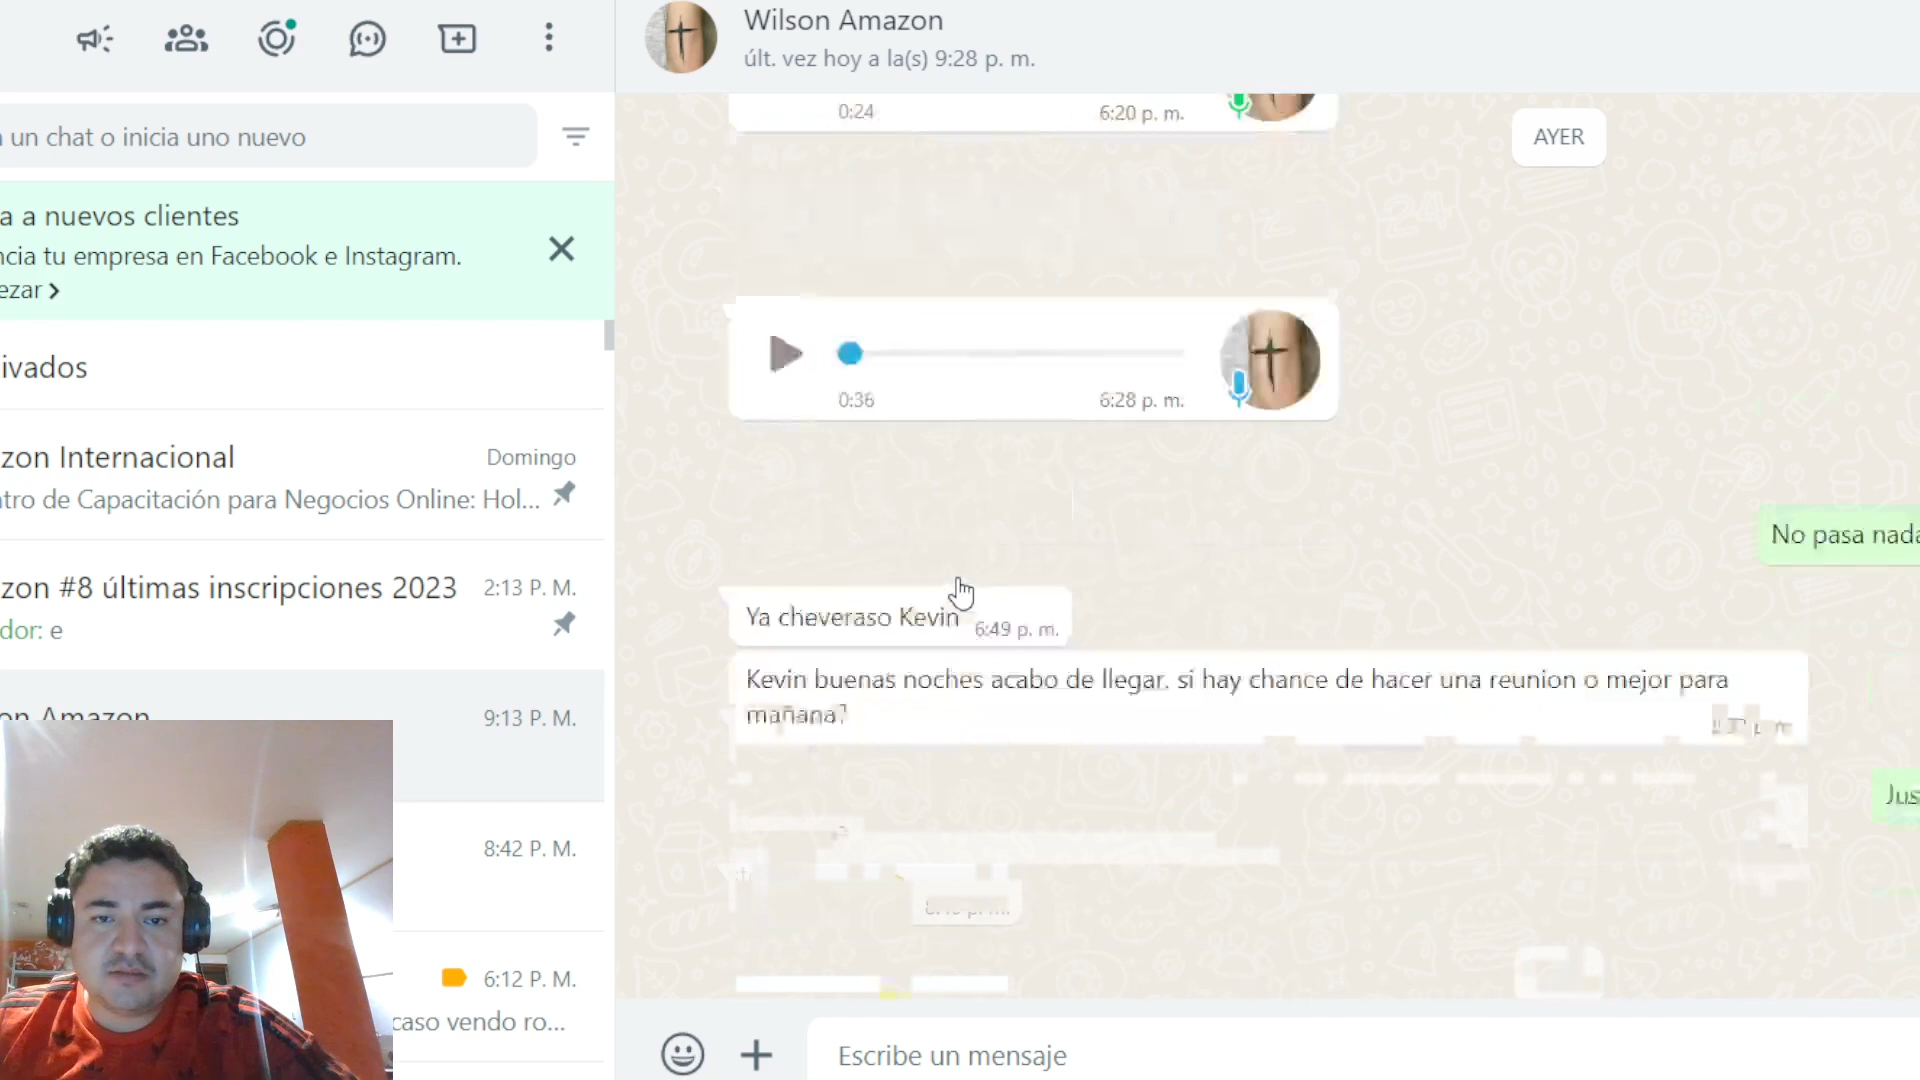 Wilson Amazon
últ. vez hoy a la(s) 9:28 p. m.
un chat o inicia uno nuevo
a a nuevos clientes
ncia tu empresa en Facebook e Instagram.
ezar
ivados
zon Internacional
Domingo
ntro de Capacitación para Negocios Online: Hol...
zon #8 últimas inscripciones 2023
2:13 P. M.
dor: e
on Amazon
9:13 P. M.
8:42 P. M.
6:12 P. M.
caso vendo ro...
0:24
6:20 p. m.
AYER
0:36
6:28 p. m.
No pasa nada
Ya cheveraso Kevin
6:49 p. m.
Kevin buenas noches acabo de llegar. si hay chance de hacer una reunion o mejor para
mañana?
Jus
Escribe un mensaje